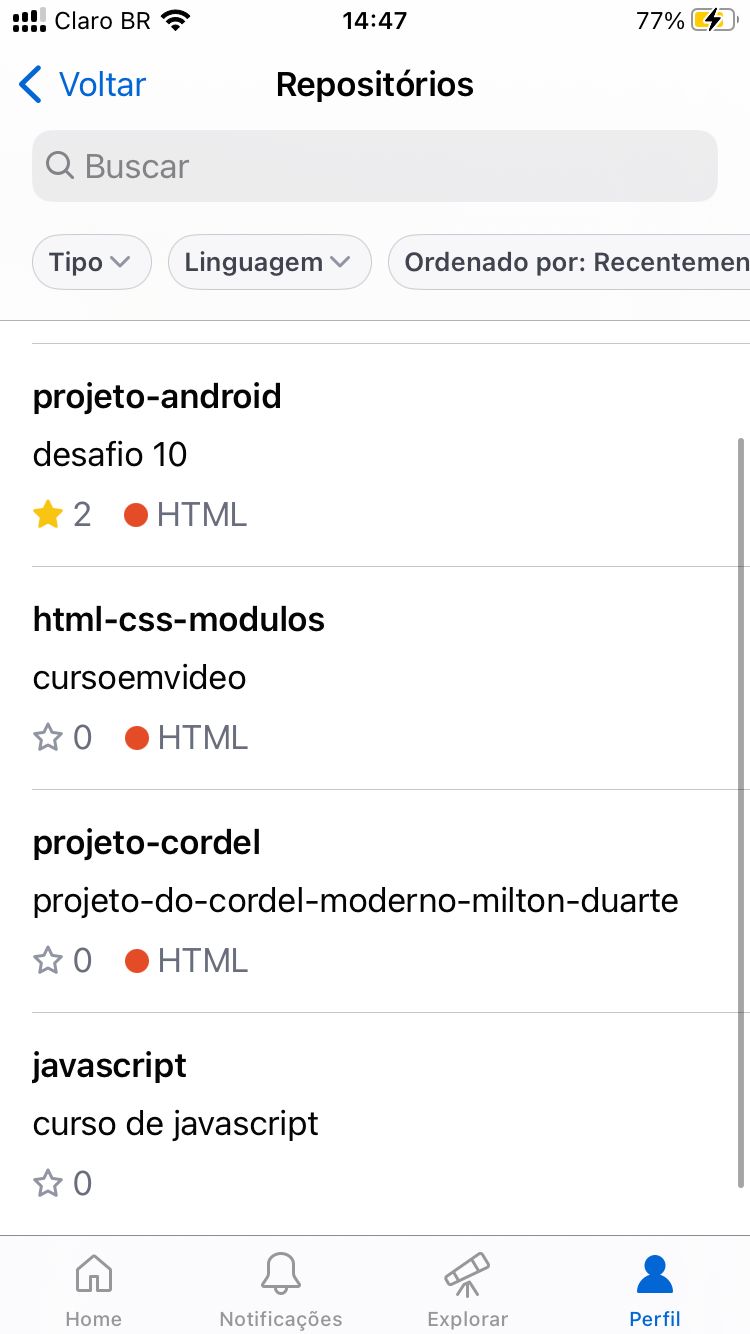 Claro BR 14:47 77%
Voltar Repositórios
Buscar
Tipo Linguagem Ordenado por: Recentemen
projeto-android
desafio 10
2 HTML
html-css-modulos
cursoemvideo
0 HTML
projeto-cordel
projeto-do-cordel-moderno-milton-duarte
0 HTML
javascript
curso de javascript
0
Home Notificações Explorar Perfil